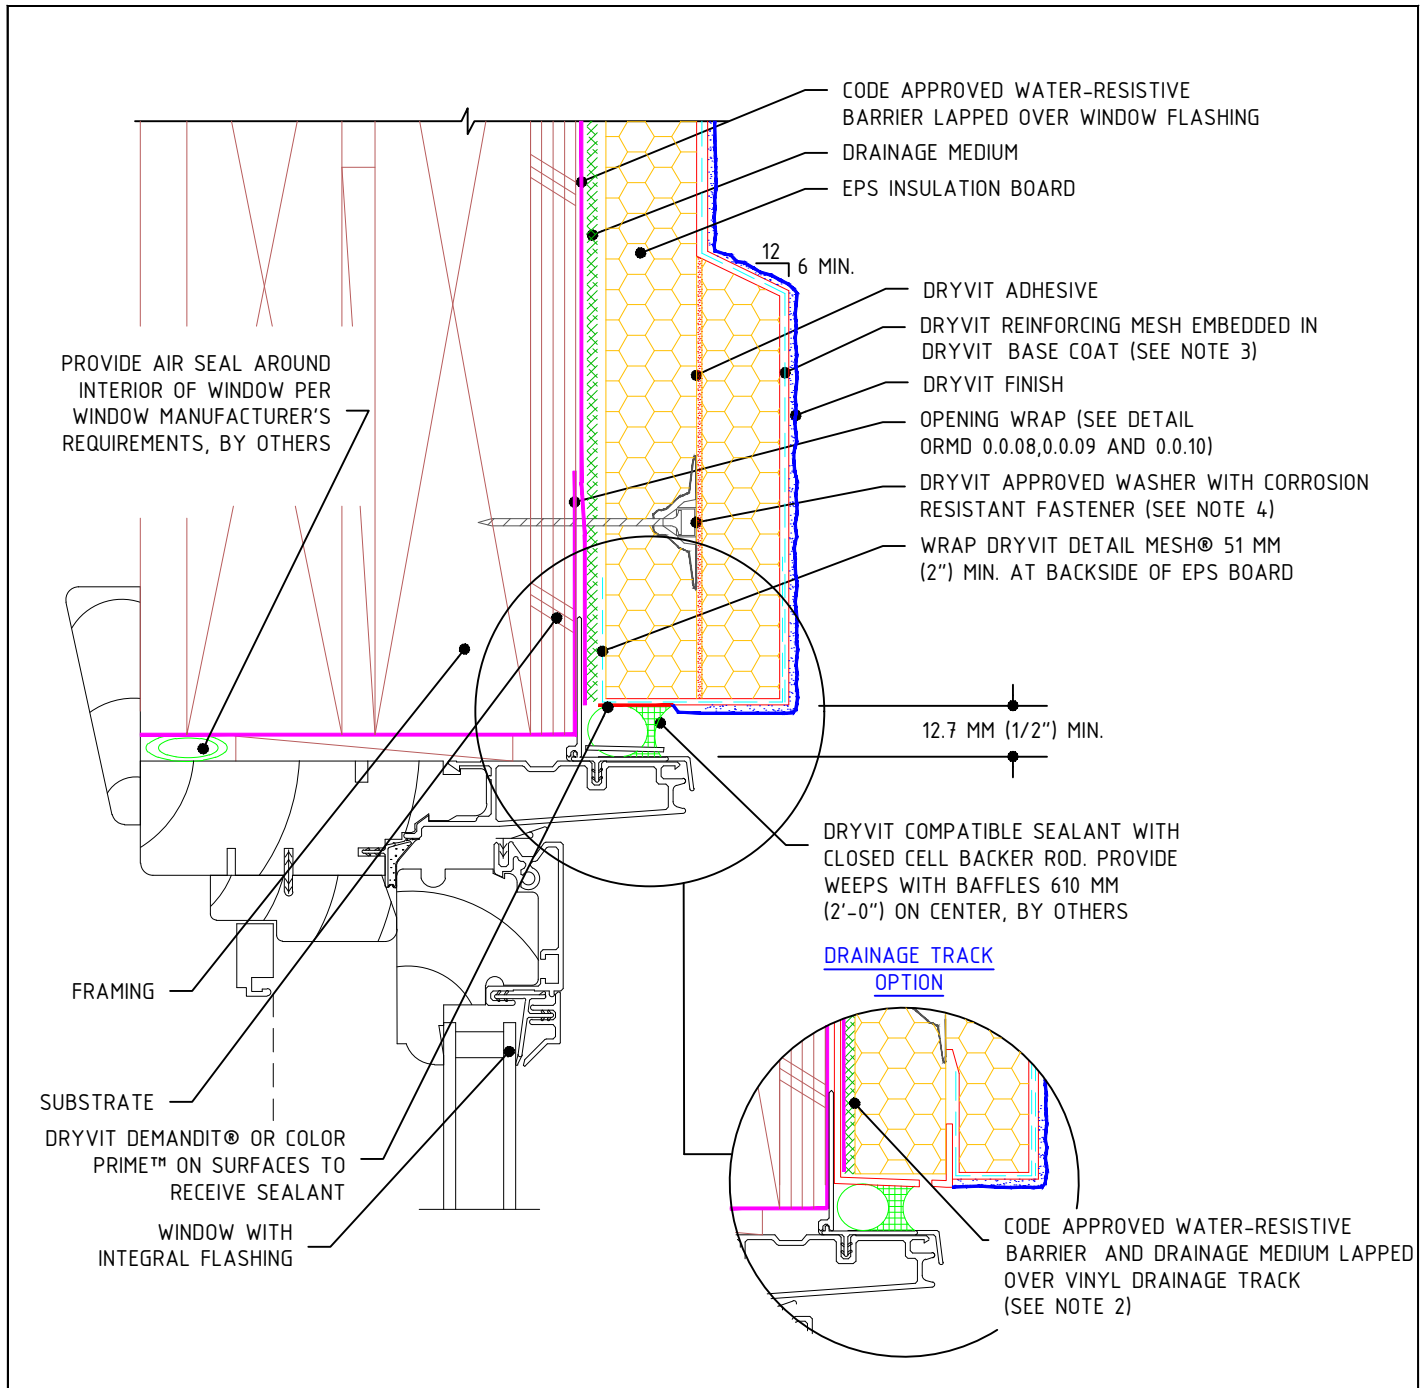 CODE APPROVED WATER-RESISTIVE
BARRIER LAPPED OVER WINDOW FLASHING
DRAINAGE MEDIUM
EPS INSULATION BOARD
12
6 MIN.
DRYVIT ADHESIVE
DRYVIT REINFORCING MESH EMBEDDED IN
DRYVIT BASE COAT (SEE NOTE 3)
DRYVIT FINISH
OPENING WRAP (SEE DETAIL
ORMD 0.0.08,0.0.09 AND 0.0.10)
DRYVIT APPROVED WASHER WITH CORROSION
RESISTANT FASTENER (SEE NOTE 4)
WRAP DRYVIT DETAIL MESH® 51 MM
(2") MIN. AT BACKSIDE OF EPS BOARD
PROVIDE AIR SEAL AROUND
INTERIOR OF WINDOW PER
WINDOW MANUFACTURER'S
REQUIREMENTS, BY OTHERS
12.7 MM (1/2") MIN.
DRYVIT COMPATIBLE SEALANT WITH
CLOSED CELL BACKER ROD. PROVIDE
WEEPS WITH BAFFLES 610 MM
(2'-0") ON CENTER, BY OTHERS
DRAINAGE TRACK
OPTION
FRAMING
SUBSTRATE
DRYVIT DEMANDIT® OR COLOR
PRIME™ ON SURFACES TO
RECEIVE SEALANT
WINDOW WITH
INTEGRAL FLASHING
CODE APPROVED WATER-RESISTIVE
BARRIER AND DRAINAGE MEDIUM LAPPED
OVER VINYL DRAINAGE TRACK
(SEE NOTE 2)